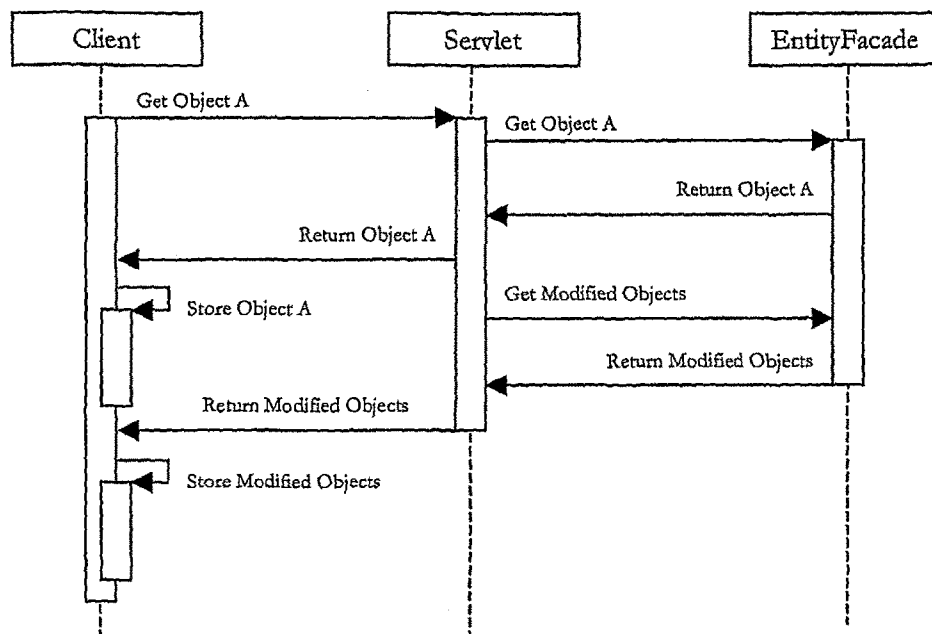 Client
Servlet
EntityFacade
Get Object A
Get Object A
Return Object A
Return Object A
Store Object A
Get Modified Objects
Return Modified Objects
Return Modified Objects
Store Modified Objects